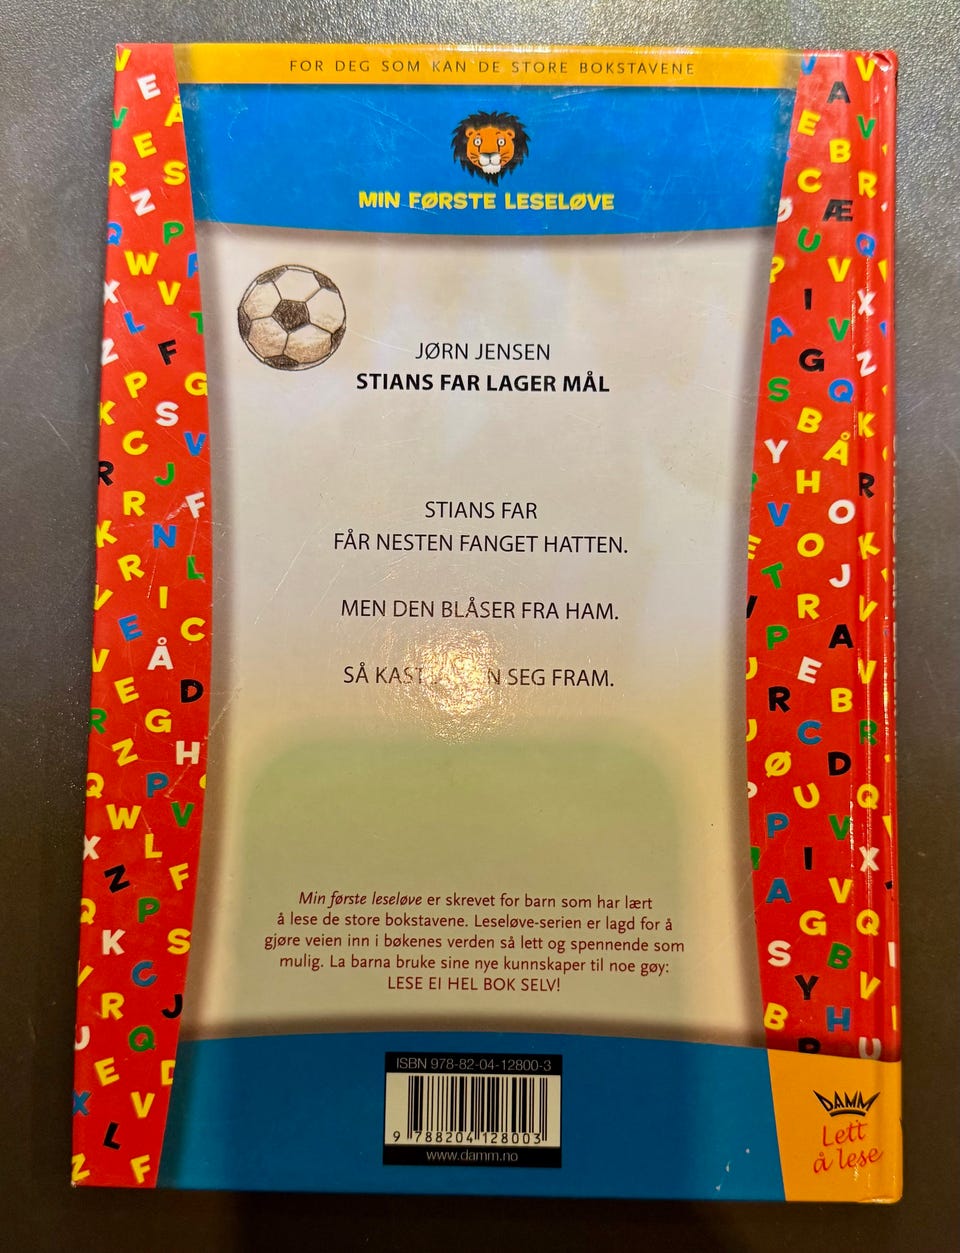 FOR DEG SOM KAN DE STORE BOKSTAVENE
MIN FØRSTE LESELØVE
JØRN JENSEN
STIANS FAR LAGER MÅL
STIANS FAR
FÅR NESTEN FANGET HATTEN.
MEN DEN BLÅSER FRA HAM.
SÅ SEG FRAM.
Min første leseløve er skrevet for barn som har lært
å lese de store bokstavene. Leseløve-serien er lagd for å
gjøre veien inn i bøkenes verden så lett og spennende som
mulig. La barna bruke sine nye kunnskaper til noe gøy:
LESE EI HEL BOK SELV!
ISBN 978-82-04-12800-3
9 788204 128003
www.damm.no
DAMM
Lett
å lese